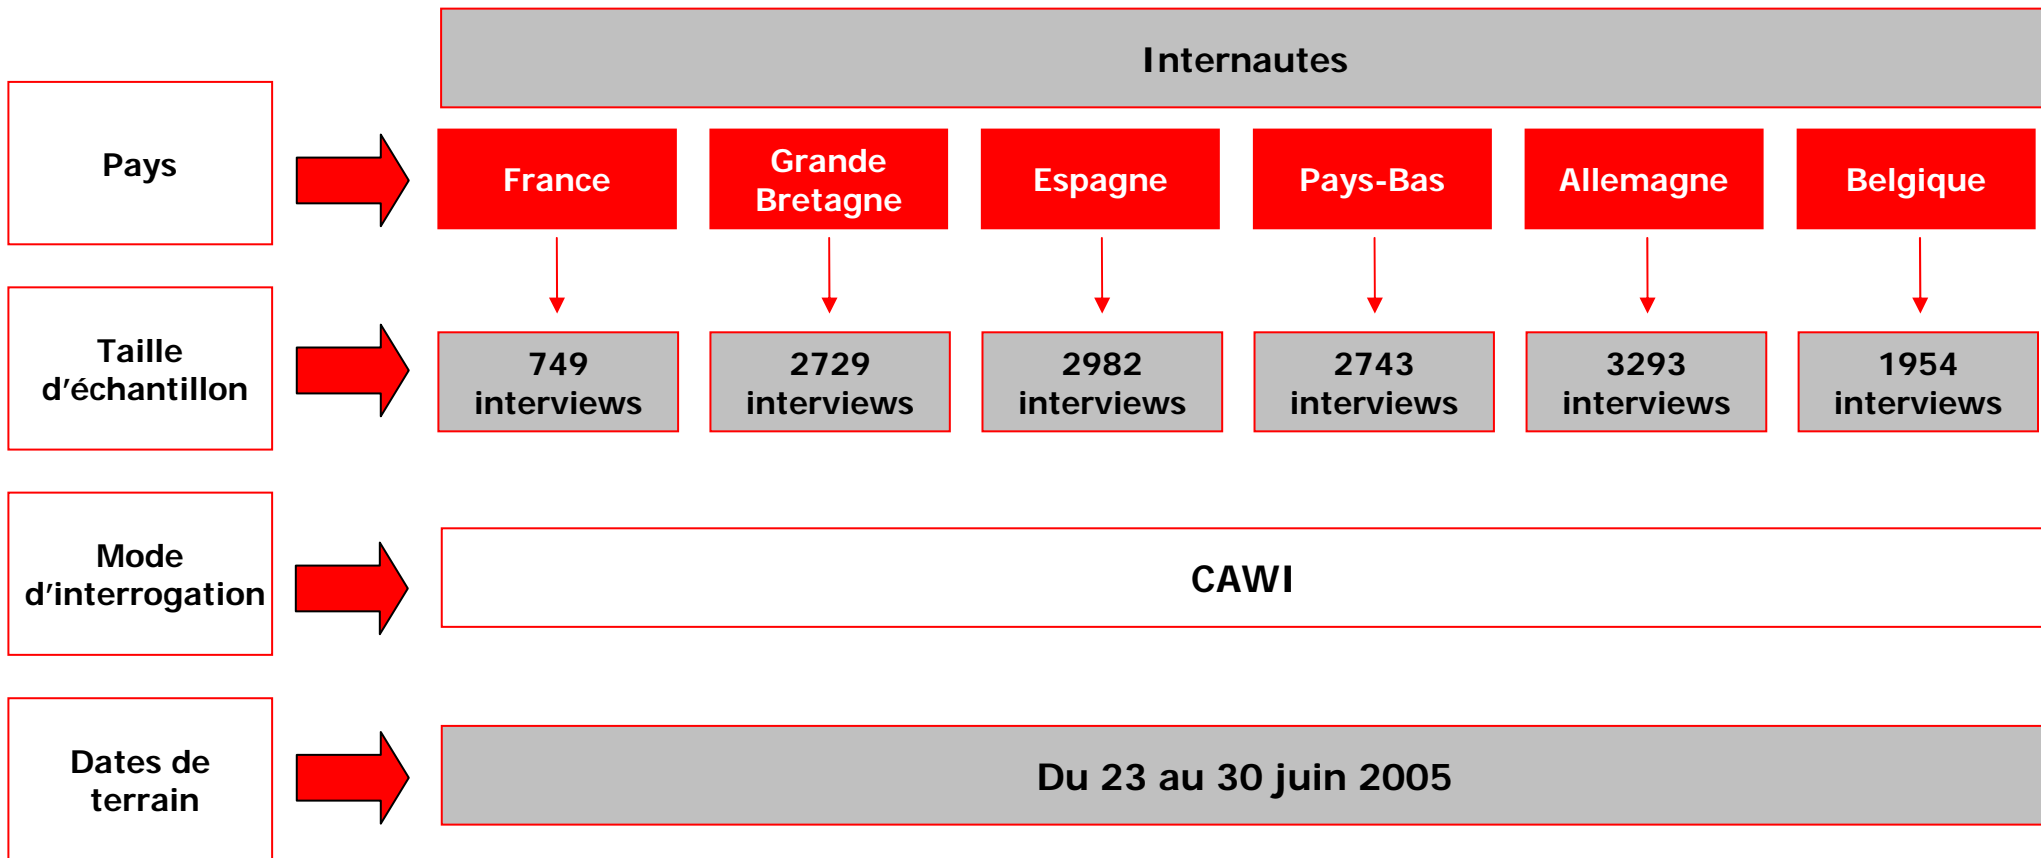 Internautes
Pays
France
Grande
Bretagne
Espagne
Pays-Bas
Allemagne
Belgique
Taille
d'échantillon
749
interviews
2729
interviews
2982
interviews
2743
interviews
3293
interviews
1954
interviews
Mode
d'interrogation
CAWI
Dates de
terrain
Du 23 au 30 juin 2005